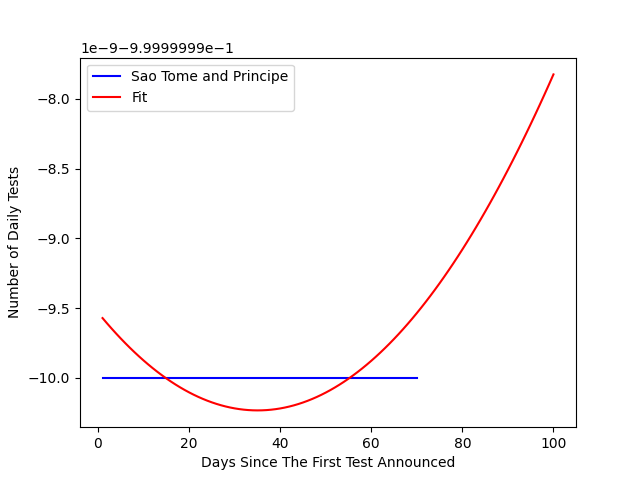 1e−9−9.9999999e−1
−8.0
−8.5
−9.0
−9.5
−10.0
Number of Daily Tests
Sao Tome and Principe
Fit
0 20 40 60 80 100
Days Since The First Test Announced